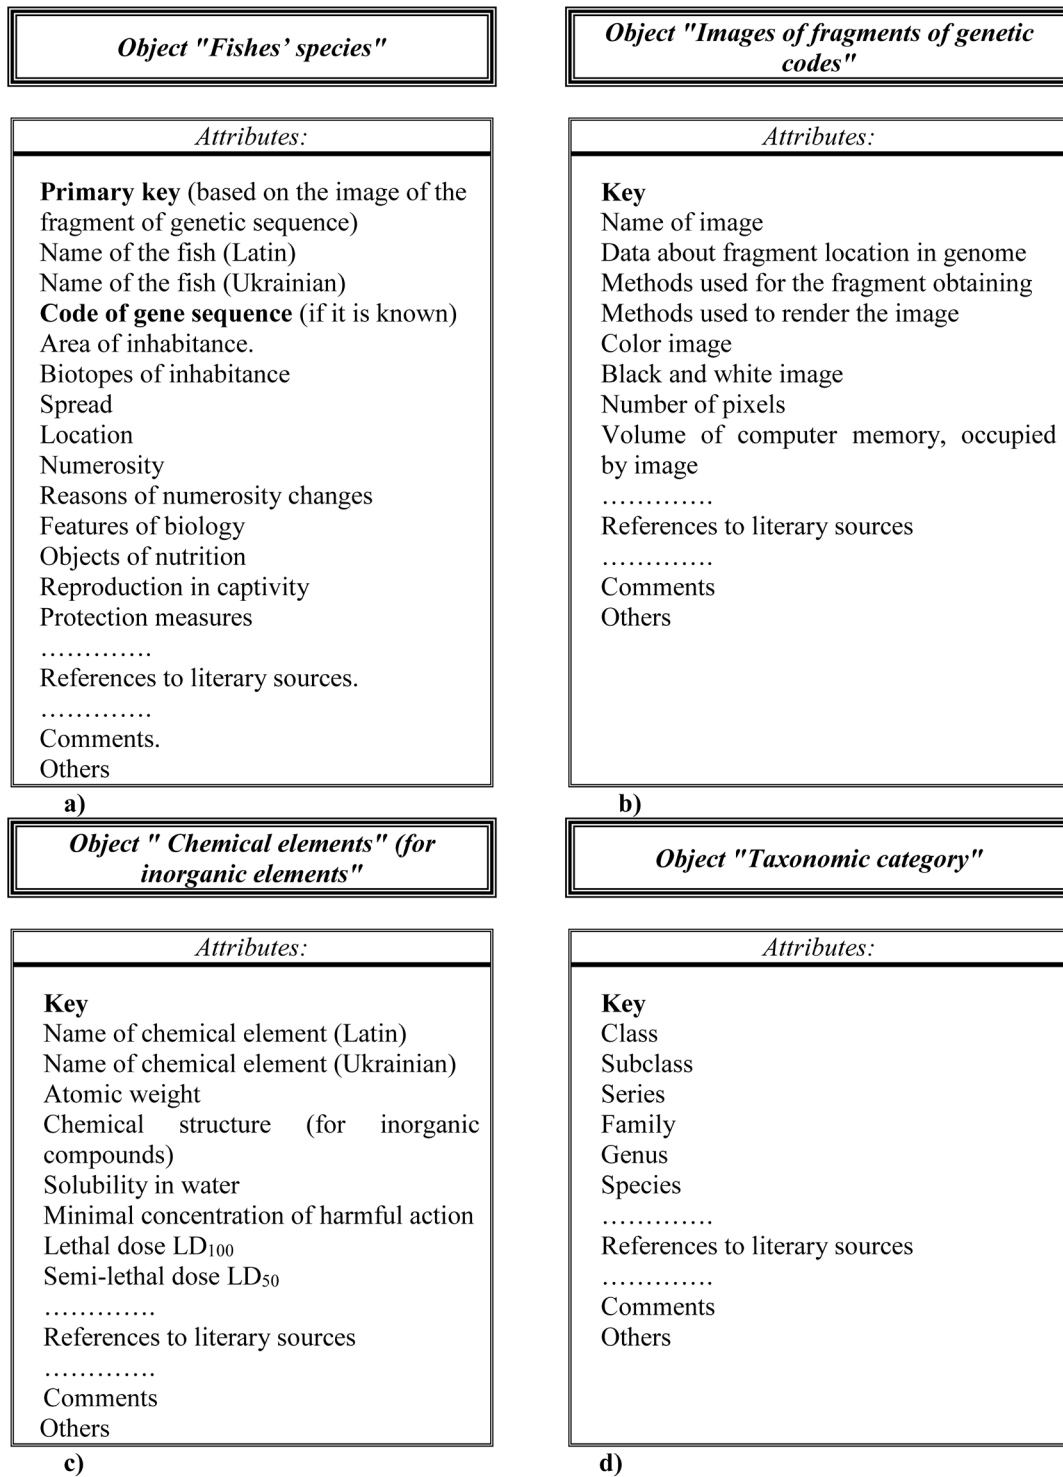 Object "Fishes’ species"
Attributes:
Primary key (based on the image of the
fragment of genetic sequence)
Name of the fish (Latin)
Name of the fish (Ukrainian)
Code of gene sequence (if it is known)
Area of inhabitance.
Biotopes of inhabitance
Spread
Location
Numerosity
Reasons of numerosity changes
Features of biology
Objects of nutrition
Reproduction in captivity
Protection measures
………….
References to literary sources.
………….
Comments.
Others
a)
Object "Images of fragments of genetic
codes"
Attributes:
Key
Name of image
Data about fragment location in genome
Methods used for the fragment obtaining
Methods used to render the image
Color image
Black and white image
Number of pixels
Volume of computer memory, occupied
by image
………….
References to literary sources
………….
Comments
Others
b)
Object " Chemical elements" (for
inorganic elements"
Attributes:
Key
Name of chemical element (Latin)
Name of chemical element (Ukrainian)
Atomic weight
Chemical structure (for inorganic
compounds)
Solubility in water
Minimal concentration of harmful action
Lethal dose LD100
Semi-lethal dose LD50
………….
References to literary sources
………….
Comments
Others
c)
Object "Taxonomic category"
Attributes:
Key
Class
Subclass
Series
Family
Genus
Species
………….
References to literary sources
………….
Comments
Others
d)